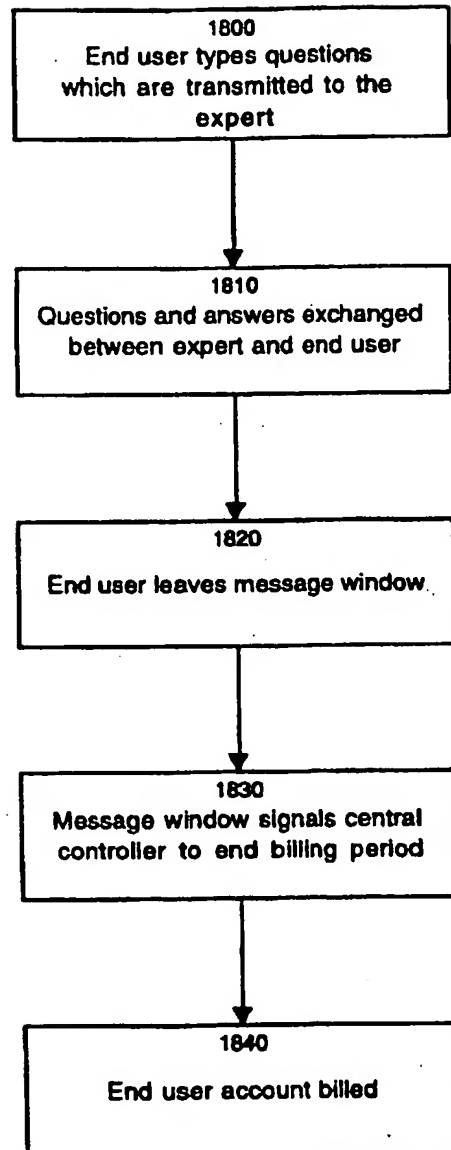 1800
End user types questions
which are transmitted to the
expert
1810
Questions and answers exchanged
between expert and end user
1820
End user leaves message window
1830
Message window signals central
controller to end billing period
1840
End user account billed